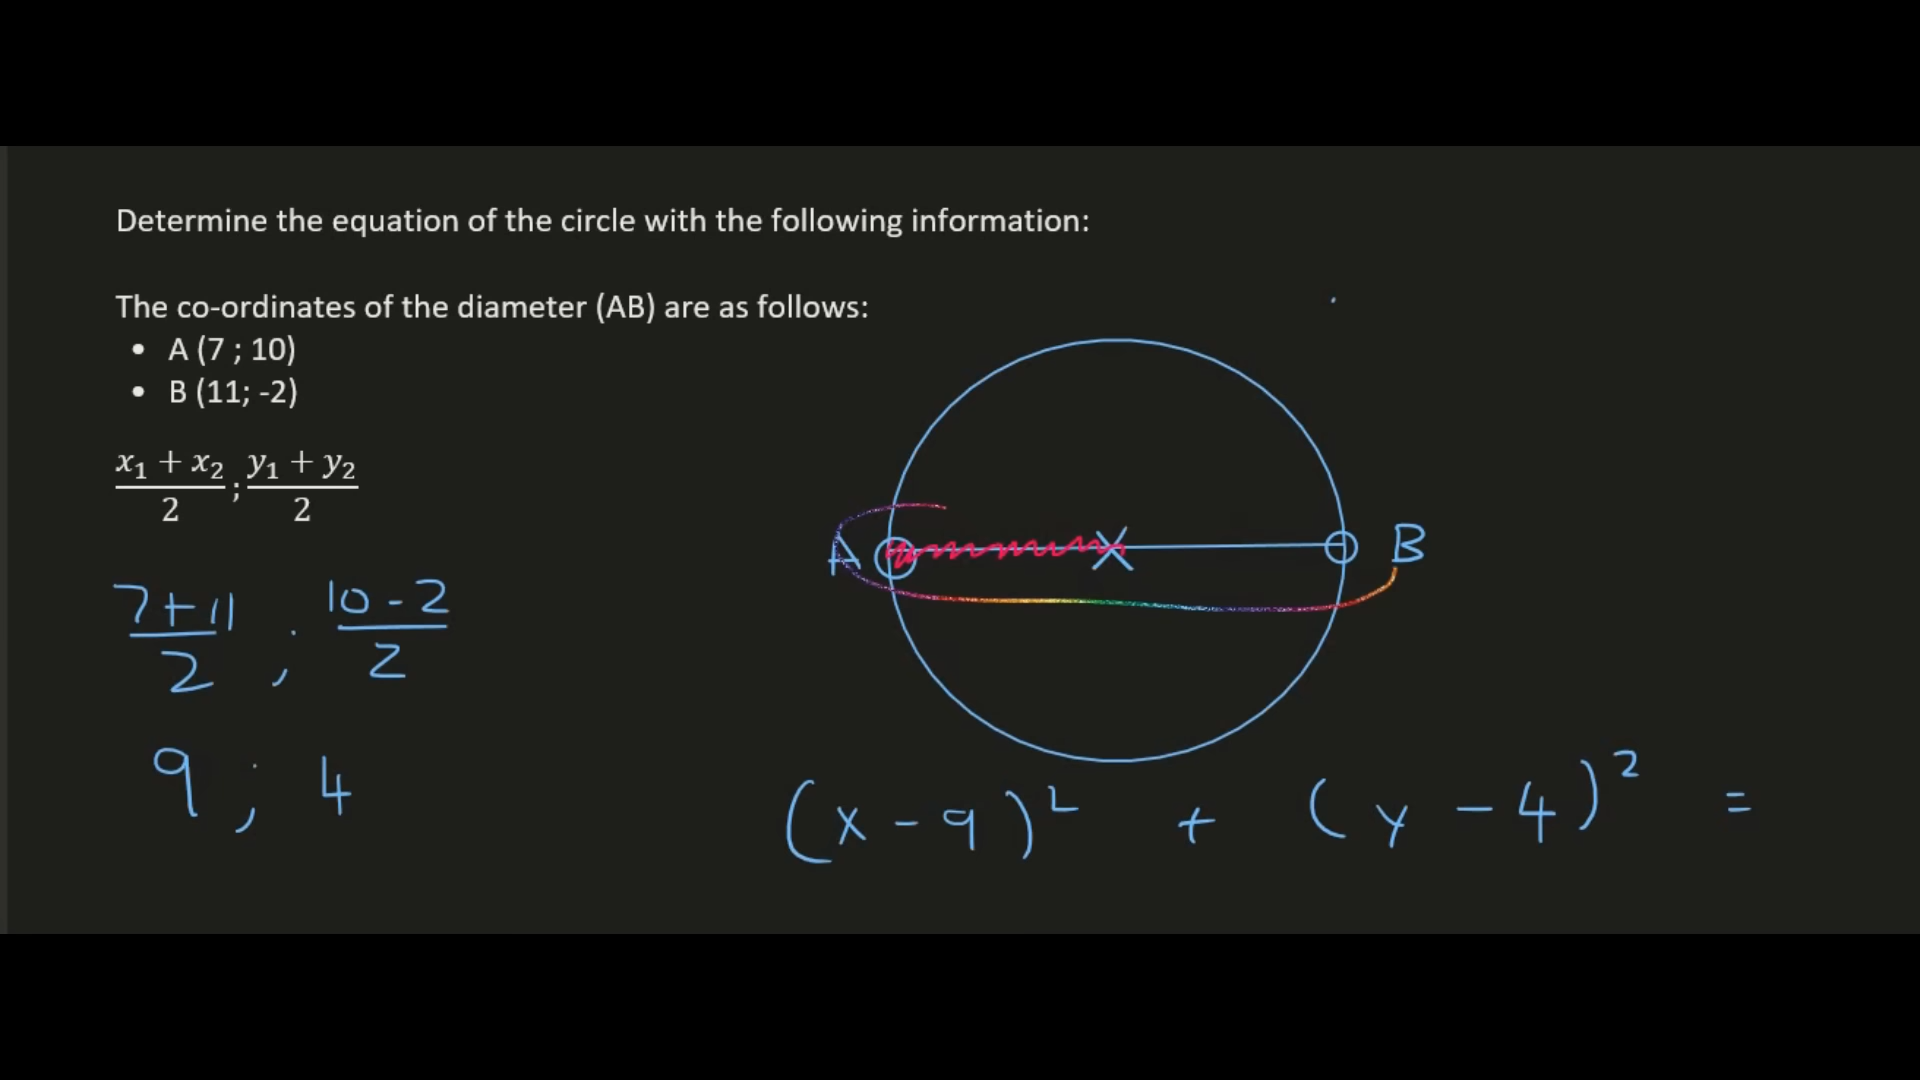 Determine the equation of the circle with the following information:
The co-ordinates of the diameter (AB) are as follows:
• A (7 ; 10)
• B (11; -2)
x₁ + x₂ / 2 ; y₁ + y₂ / 2
A B
7+11 / 2 ; 10-2 / 2
9 ; 4
(x - 9)² + (y - 4)² =